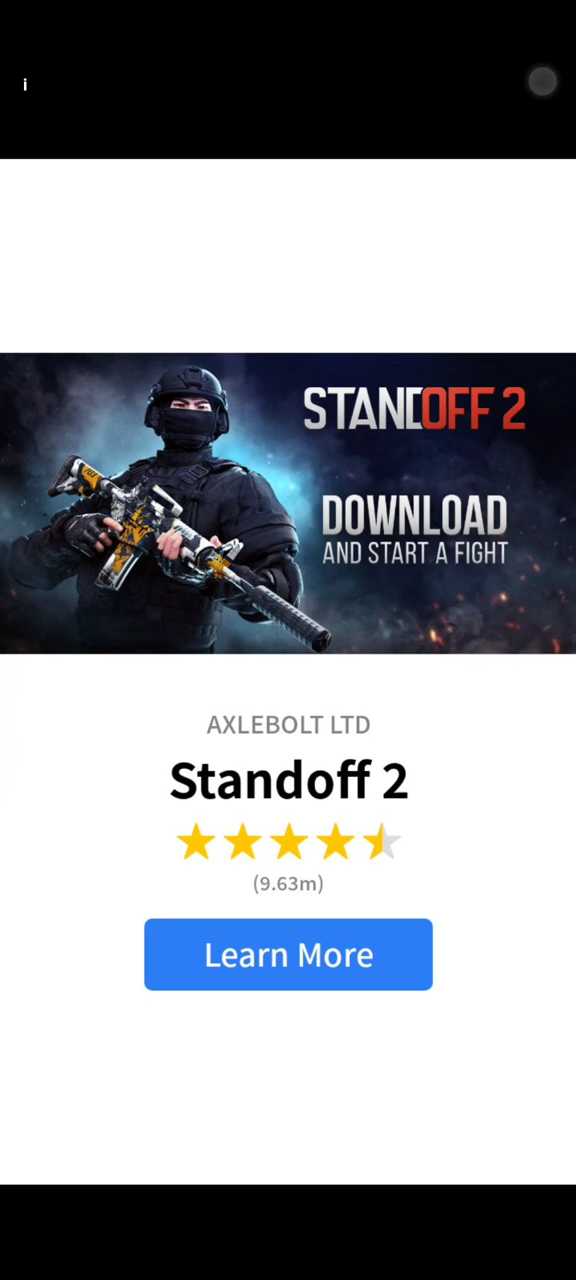 i
STANDOFF 2
DOWNLOAD
AND START A FIGHT
AXLEBOLT LTD
Standoff 2
(9.63m)
Learn More